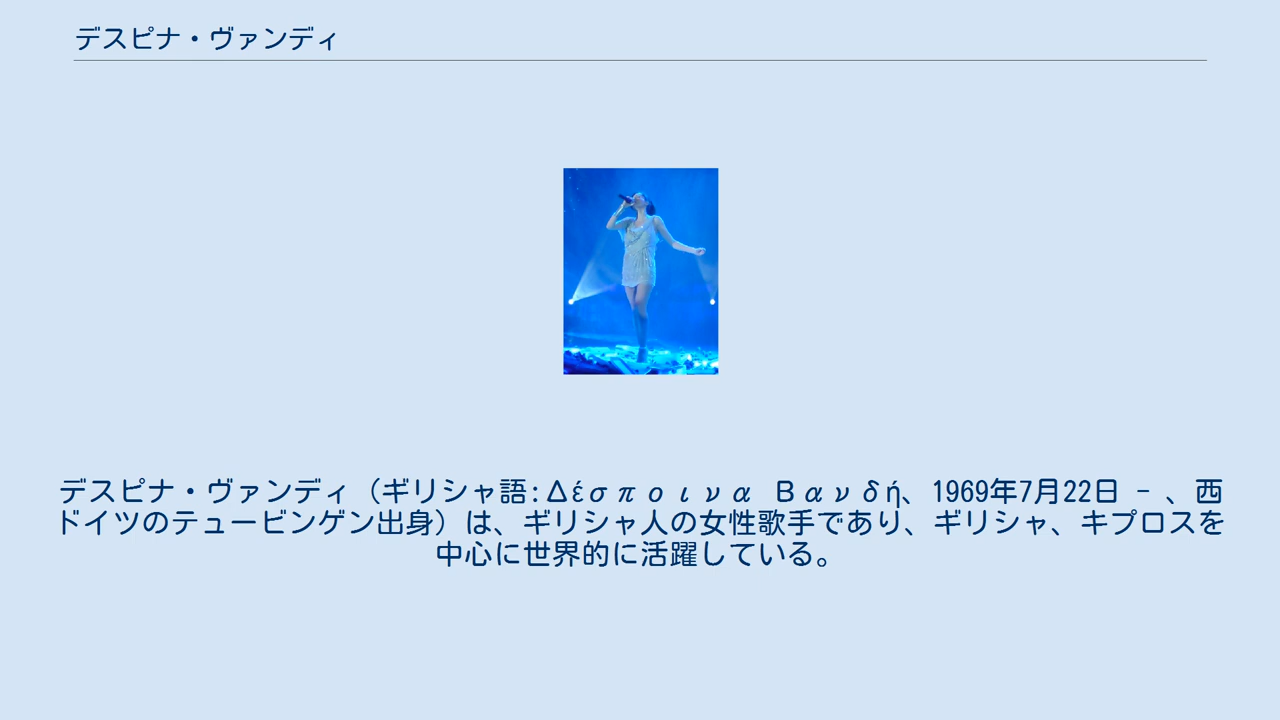 デスピナ・ヴァンディ
デスピナ・ヴァンディ（ギリシャ語:Δέσποινα Βανδή、1969年7月22日 - 、西
ドイツのテュービンゲン出身）は、ギリシャ人の女性歌手であり、ギリシャ、キプロスを
中心に世界的に活躍している。